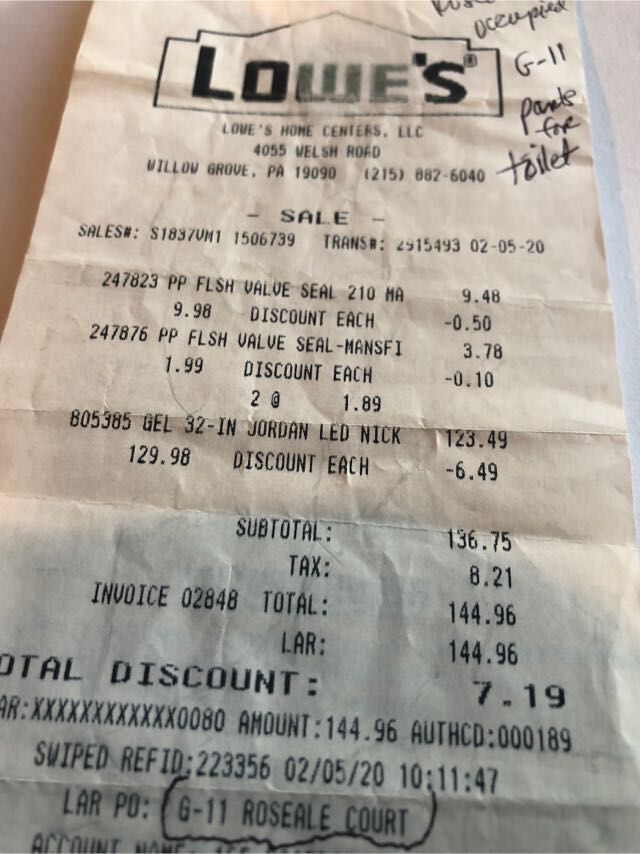 occupied
G-11
parts
for
toilet
LOWE'S®
LOWE'S HOME CENTERS, LLC
4055 WELSH ROAD
WILLOW GROVE, PA 19090 (215) 882-6040
- SALE -
SALES#: S1837VM1 1506739 TRANS#: 2915493 02-05-20
247823 PP FLSH VALVE SEAL 210 MA 9.48
9.98 DISCOUNT EACH -0.50
247876 PP FLSH VALVE SEAL-MANSFI 3.78
1.99 DISCOUNT EACH -0.10
2 @ 1.89
805385 GEL 32-IN JORDAN LED NICK 123.49
129.98 DISCOUNT EACH -6.49
SUBTOTAL: 136.75
TAX: 8.21
INVOICE 02848 TOTAL: 144.96
LAR: 144.96
OTAL DISCOUNT: 7.19
AR:XXXXXXXXXXXX0080 AMOUNT:144.96 AUTHCD:000189
SWIPED REFID:223356 02/05/20 10:11:47
LAR PO: G-11 ROSEALE COURT
ACCOUNT NAME: